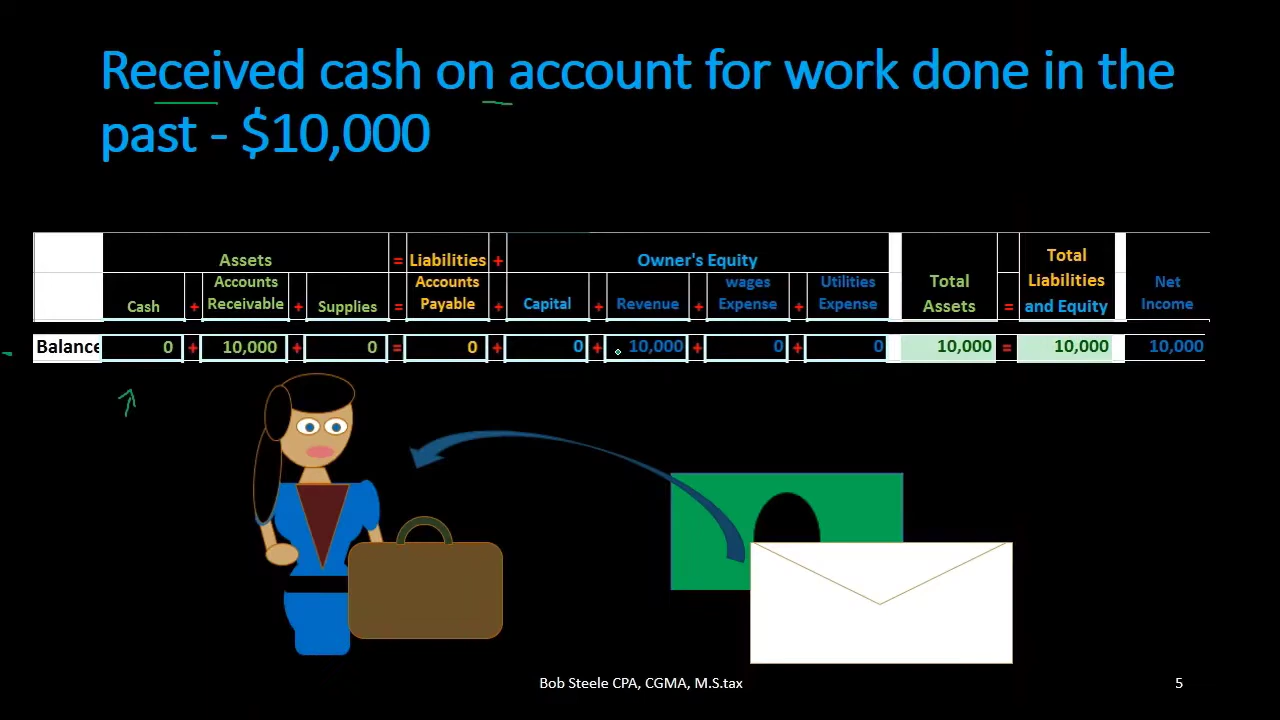 Received cash on account for work done in the
past - $10,000
Assets = Liabilities + Owner's Equity
Cash + Accounts Receivable + Supplies = Accounts Payable + Capital + Revenue + wages Expense + Utilities Expense Total Assets = Total Liabilities and Equity Net Income
Balance 0 + 10,000 + 0 = 0 + 0 + 10,000 + 0 + 0 10,000 = 10,000 10,000
Bob Steele CPA, CGMA, M.S.tax
5